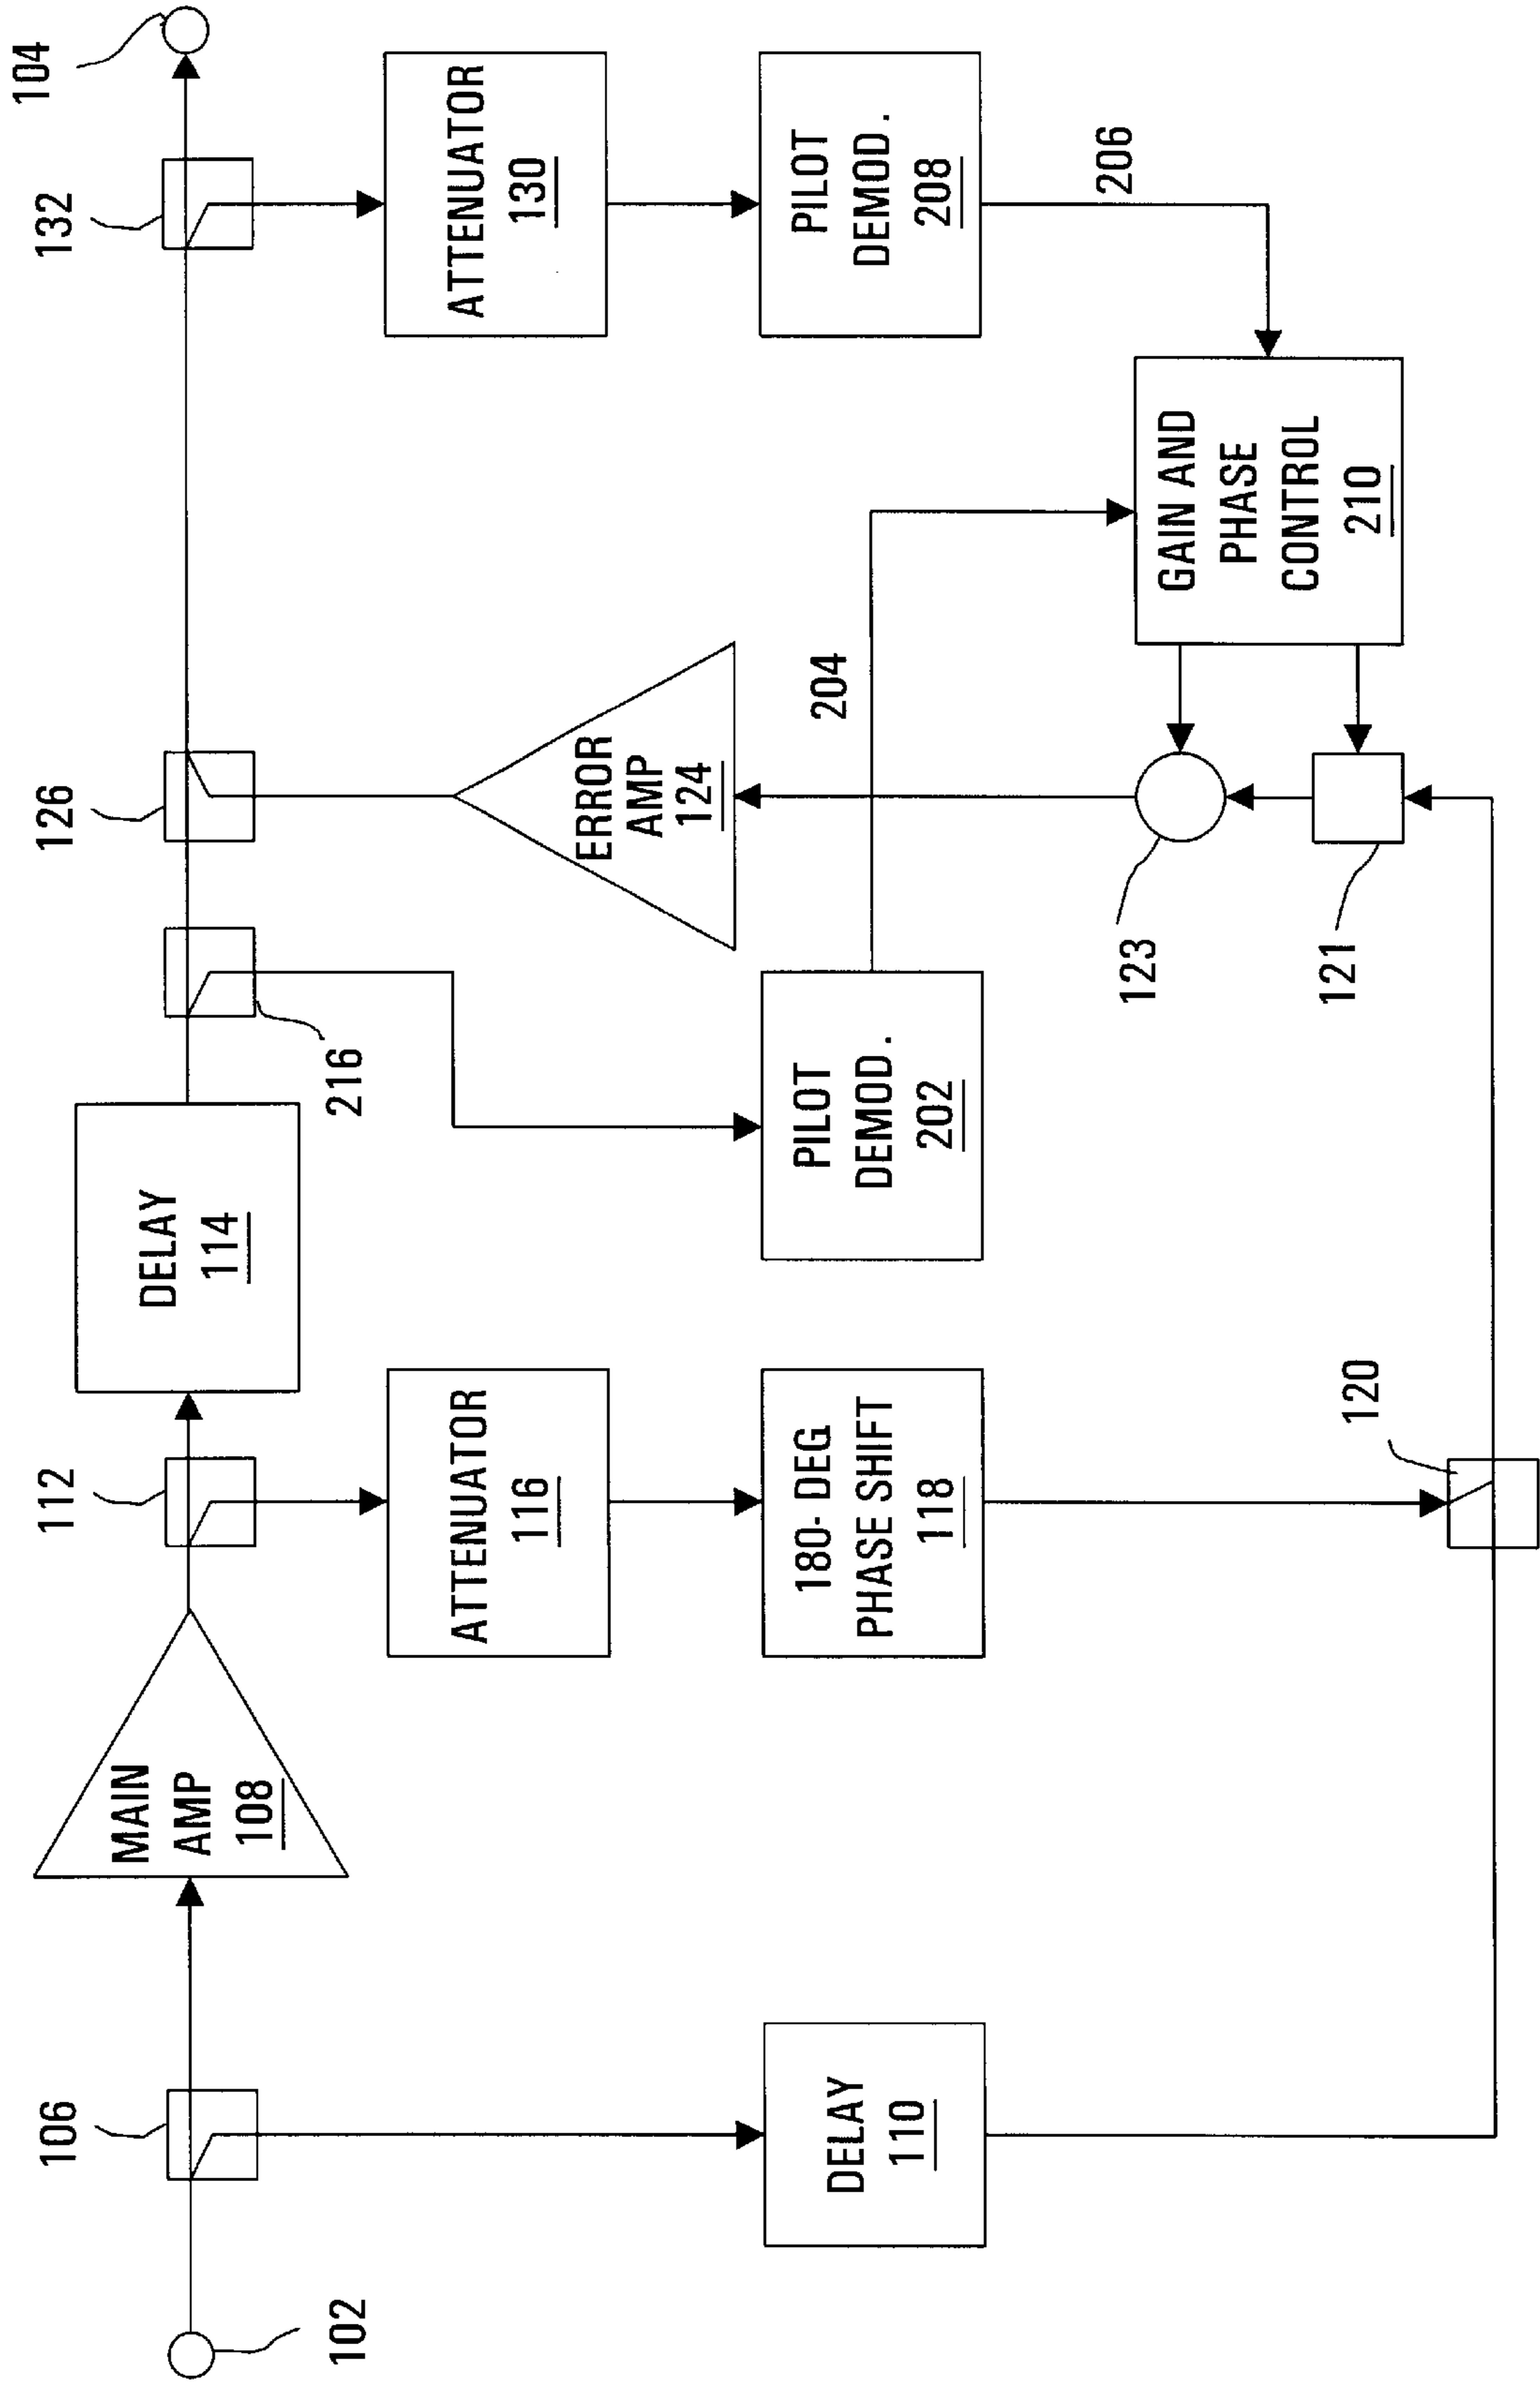 106
112
126
132
104
MAIN
AMP
108
DELAY
114
102
216
ATTENUATOR
116
ERROR
AMP
124
ATTENUATOR
130
DELAY
110
180- DEG
PHASE SHIFT
118
PILOT
DEMOD.
202
204
PILOT
DEMOD.
208
206
123
GAIN AND
PHASE
CONTROL
210
120
121